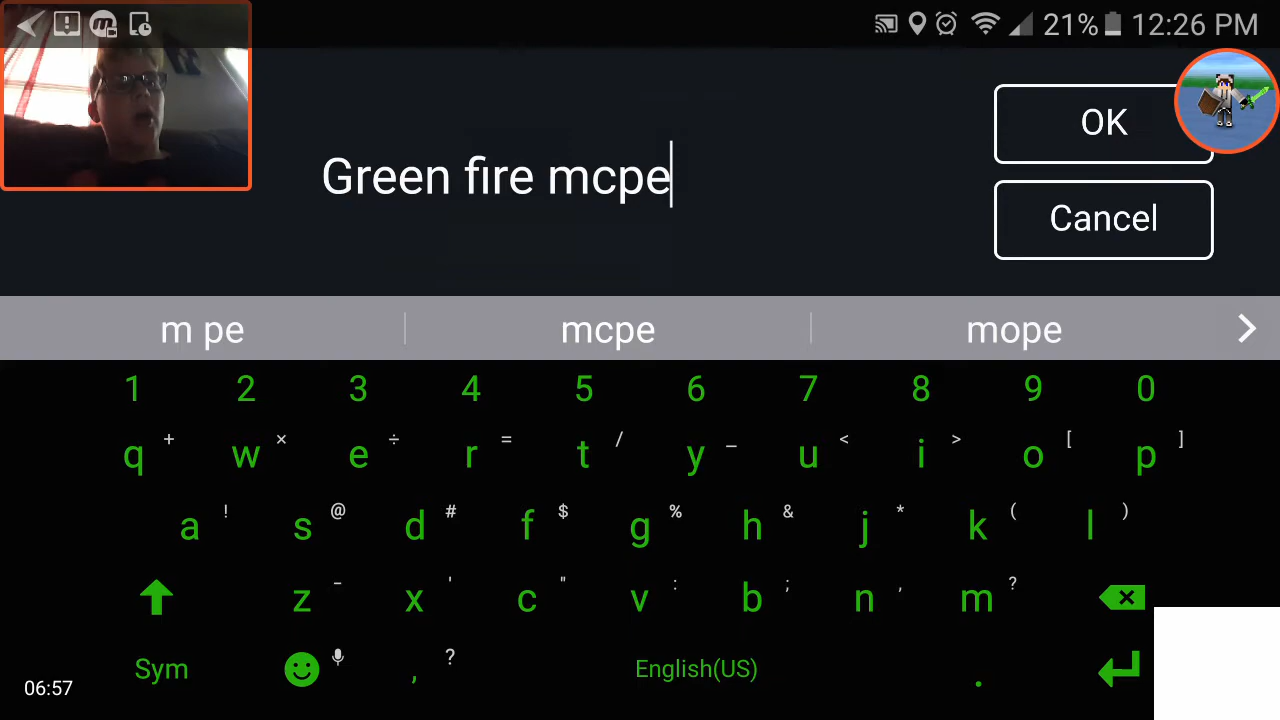 21% 12:26 PM
OK
Green fire mcpe
Cancel
m pe mcpe mope
1 2 3 4 5 6 7 8 9 0
q + w × e ÷ r = t / y _ u < i > o [ p ]
a ! s @ d # f $ g % h & j * k ( l )
z - x ' c " v : b ; n , m ?
Sym , ? English(US) .
06:57